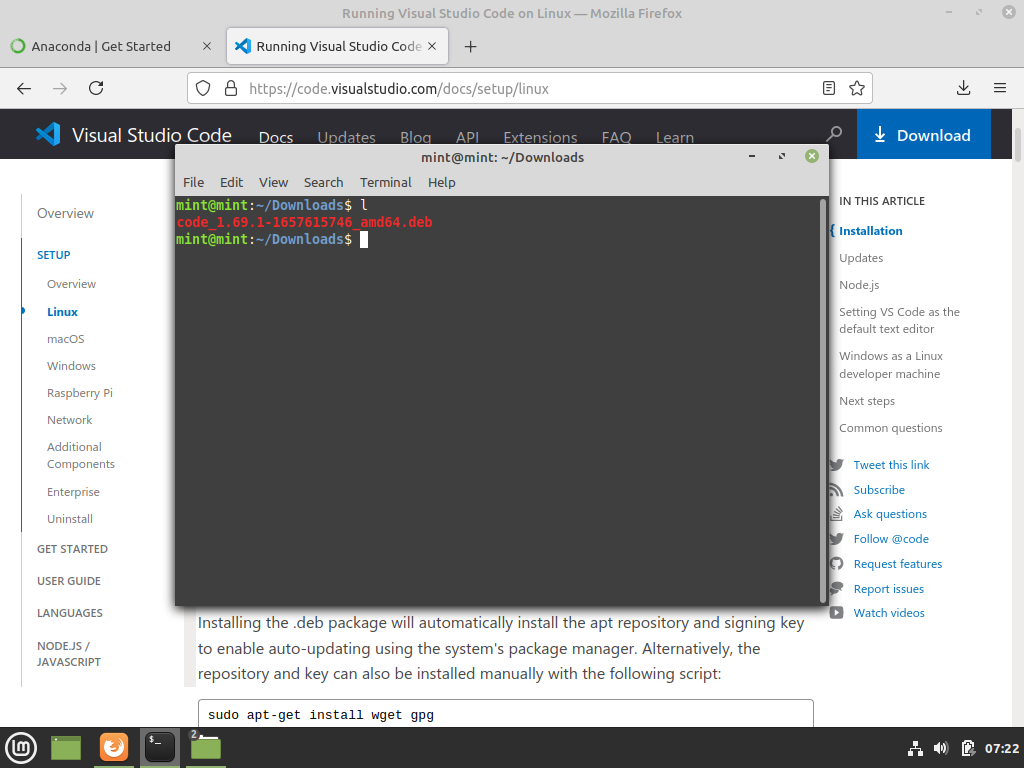 Running Visual Studio Code on Linux — Mozilla Firefox
Anaconda | Get Started
Running Visual Studio Code
https://code.visualstudio.com/docs/setup/linux
Visual Studio Code
Docs
Updates
Blog
API
Extensions
FAQ
Learn
Download
mint@mint: ~/Downloads
File Edit View Search Terminal Help
mint@mint:~/Downloads$ l
code_1.69.1-1657615746_amd64.deb
mint@mint:~/Downloads$
Overview
SETUP
Overview
Linux
macOS
Windows
Raspberry Pi
Network
Additional
Components
Enterprise
Uninstall
GET STARTED
USER GUIDE
LANGUAGES
NODE.JS /
JAVASCRIPT
Installing the .deb package will automatically install the apt repository and signing key
to enable auto-updating using the system's package manager. Alternatively, the
repository and key can also be installed manually with the following script:
sudo apt-get install wget gpg
IN THIS ARTICLE
Installation
Updates
Node.js
Setting VS Code as the
default text editor
Windows as a Linux
developer machine
Next steps
Common questions
Tweet this link
Subscribe
Ask questions
Follow @code
Request features
Report issues
Watch videos
2
07:22